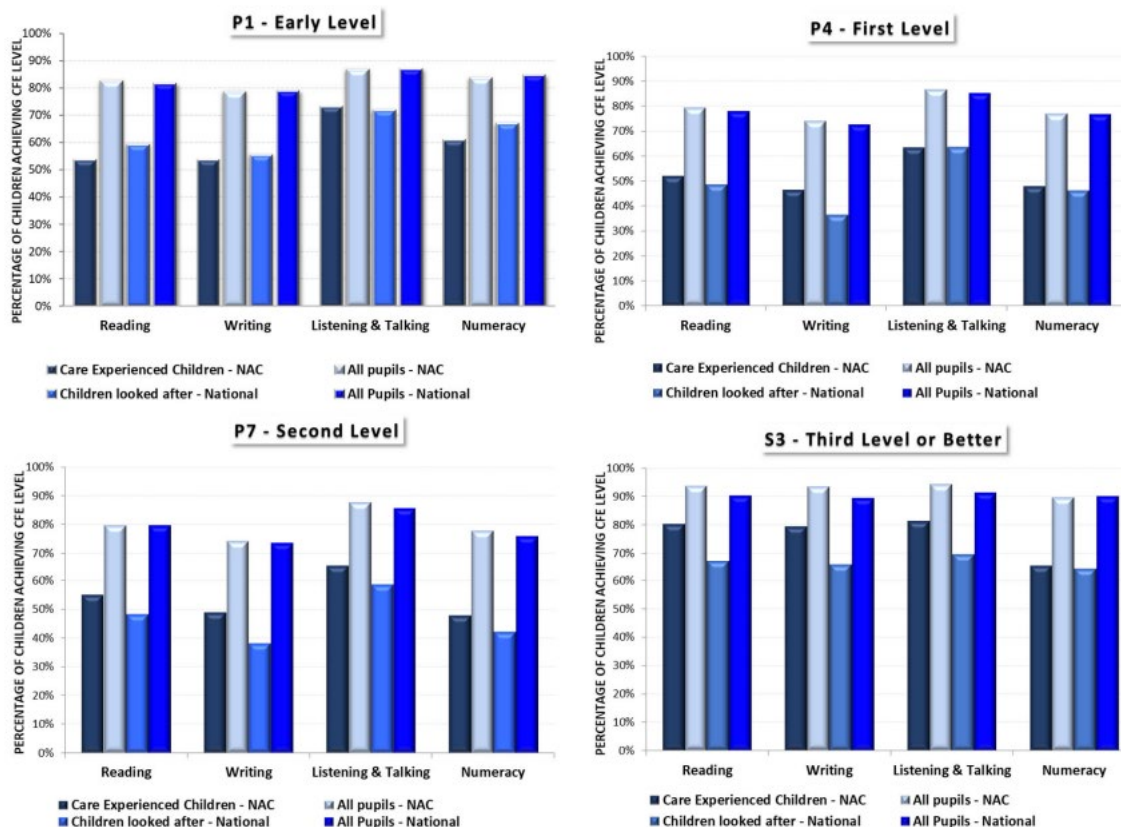 P1 - Early Level
PERCENTAGE OF CHILDREN ACHIEVING CFE LEVEL
100%
90%
80%
70%
60%
50%
40%
30%
20%
10%
0%
Reading Writing Listening & Talking Numeracy
Care Experienced Children - NAC All pupils - NAC
Children looked after - National All Pupils - National
P4 - First Level
PERCENTAGE OF CHILDREN ACHIEVING CFE LEVEL
100%
90%
80%
70%
60%
50%
40%
30%
20%
10%
0%
Reading Writing Listening & Talking Numeracy
Care Experienced Children - NAC All pupils - NAC
Children looked after - National All Pupils - National
P7 - Second Level
PERCENTAGE OF CHILDREN ACHIEVING CFE LEVEL
100%
90%
80%
70%
60%
50%
40%
30%
20%
10%
0%
Reading Writing Listening & Talking Numeracy
Care Experienced Children - NAC All pupils - NAC
Children looked after - National All Pupils - National
S3 - Third Level or Better
PERCENTAGE OF CHILDREN ACHIEVING CFE LEVEL
100%
90%
80%
70%
60%
50%
40%
30%
20%
10%
0%
Reading Writing Listening & Talking Numeracy
Care Experienced Children - NAC All pupils - NAC
Children looked after - National All Pupils - National